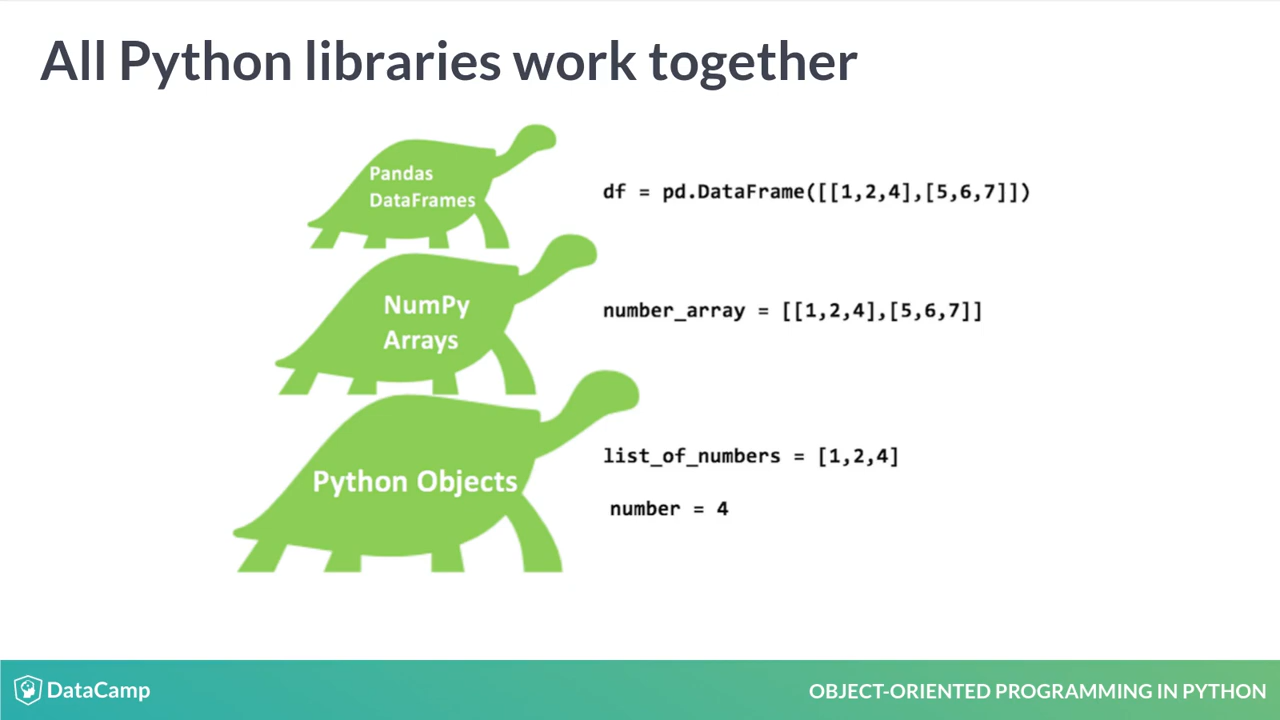 All Python libraries work together
Pandas
DataFrames
df = pd.DataFrame([[1,2,4],[5,6,7]])
NumPy
Arrays
number_array = [[1,2,4],[5,6,7]]
Python Objects
list_of_numbers = [1,2,4]
number = 4
DataCamp
OBJECT-ORIENTED PROGRAMMING IN PYTHON